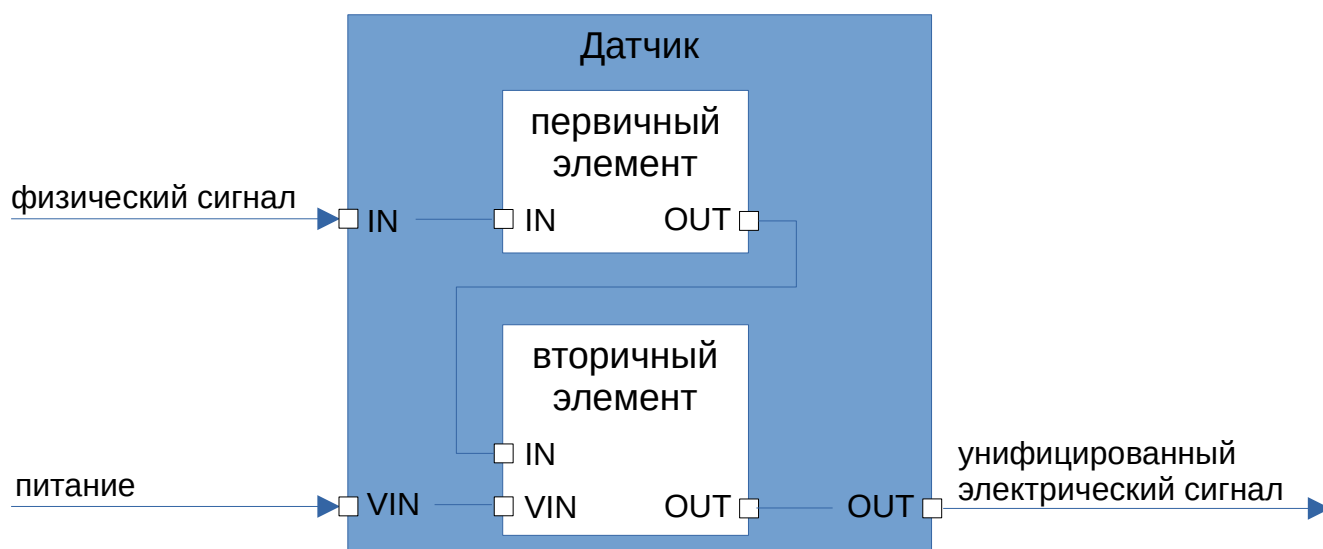 Датчик
первичный
элемент
физический сигнал
IN
IN
OUT
вторичный
элемент
IN
питание
VIN
VIN
OUT
OUT
унифицированный
электрический сигнал